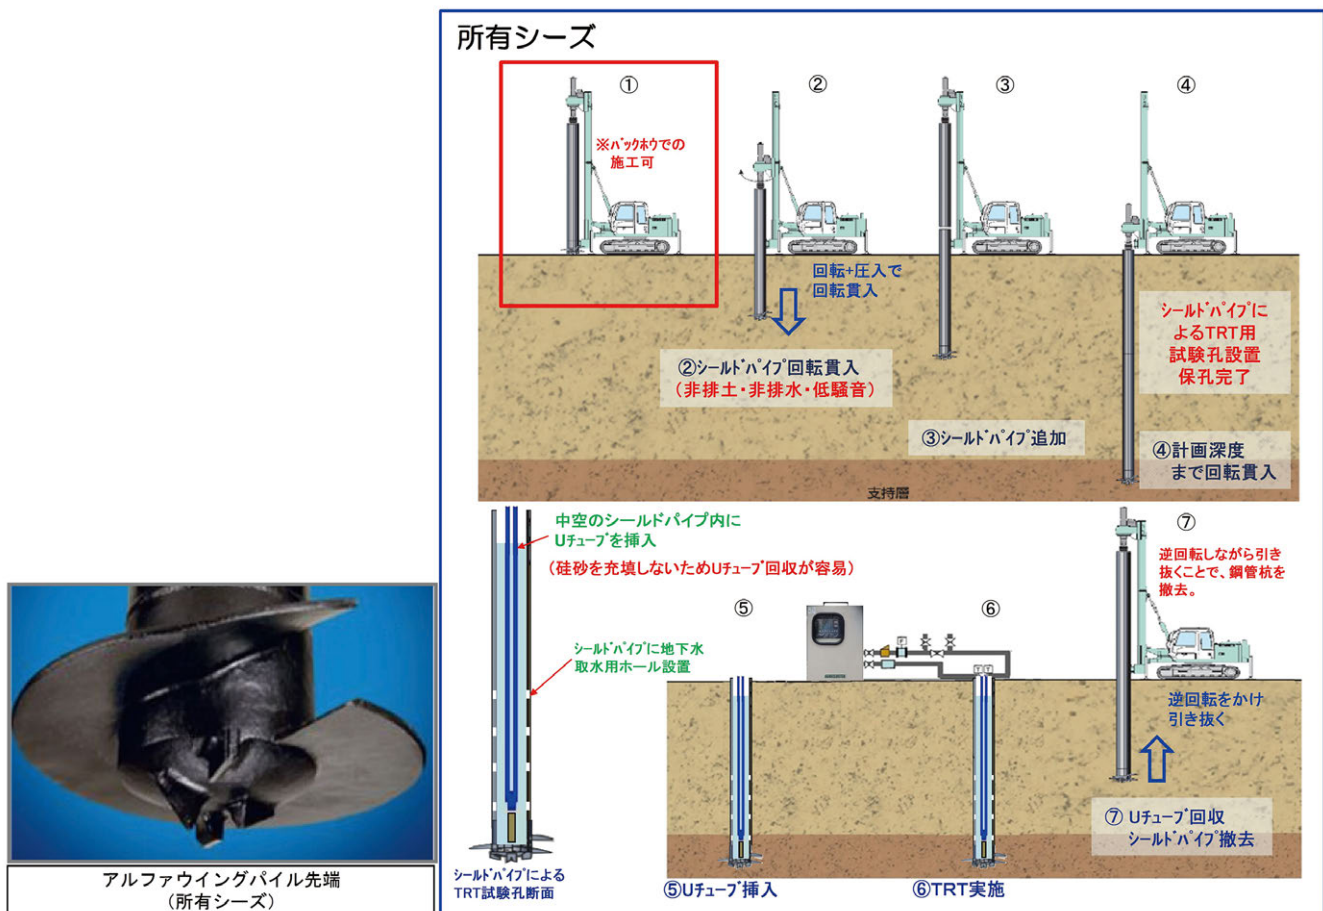 所有シーズ
①
※バックホウでの
施工可
②
③
④
回転+圧入で
回転貫入
②シールドパイプ回転貫入
(非排土・非排水・低騒音)
③シールドパイプ追加
シールドパイプに
よるTRT用
試験孔設置
保孔完了
④計画深度
まで回転貫入
支持層
中空のシールドパイプ内に
Uチューブを挿入
(硅砂を充填しないためUチューブ回収が容易)
シールドパイプに地下水
取水用ホール設置
シールドパイプによる
TRT試験孔断面
⑤
⑥
⑦
逆回転しながら引き
抜くことで、鋼管杭を
撤去。
逆回転をかけ
引き抜く
⑦ Uチューブ回収
シールドパイプ撤去
⑤Uチューブ挿入
⑥TRT実施
アルファウイングパイル先端
(所有シーズ)